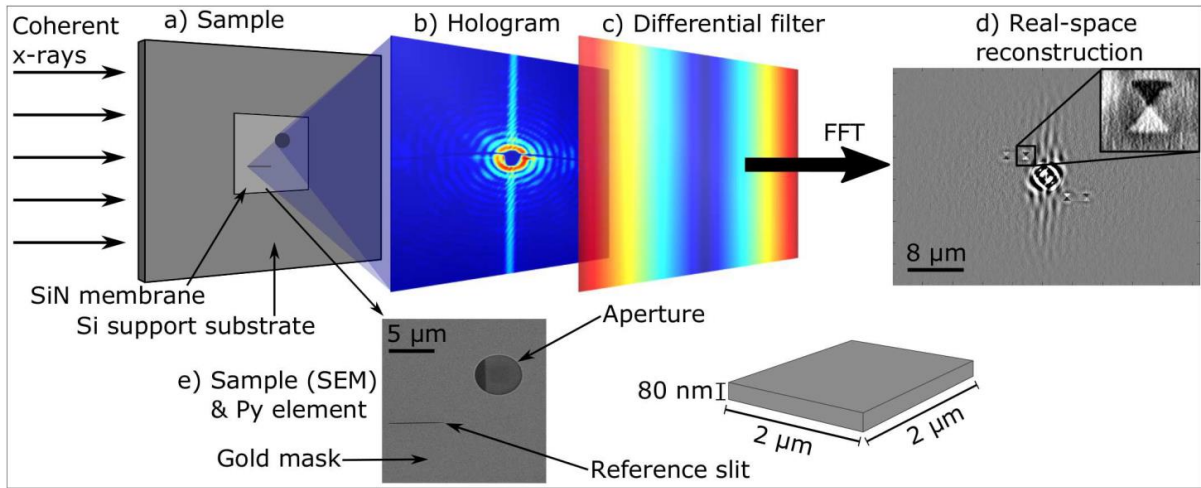 Coherent
x-rays
a) Sample
b) Hologram
c) Differential filter
d) Real-space
reconstruction
FFT
8 µm
SiN membrane
Si support substrate
5 µm
Aperture
e) Sample (SEM)
& Py element
80 nm
2 µm
2 µm
Gold mask
Reference slit